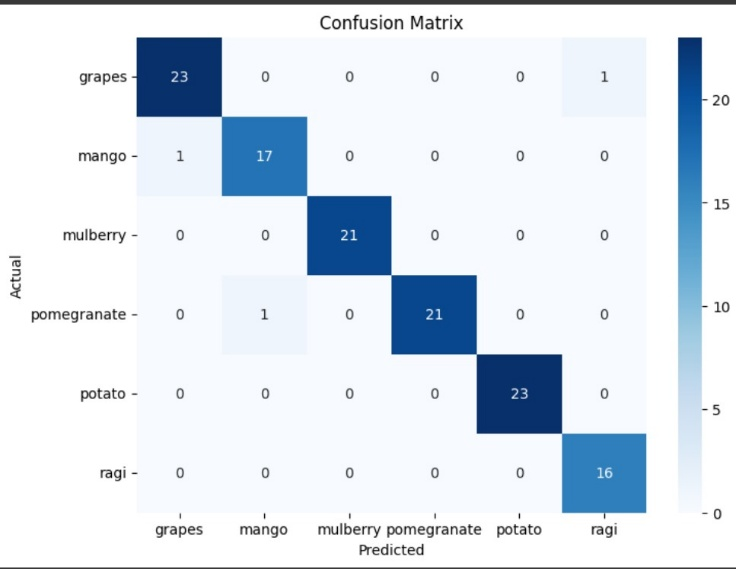 Confusion Matrix
Actual
grapes 23 0 0 0 0 1
mango 1 17 0 0 0 0
mulberry 0 0 21 0 0 0
pomegranate 0 1 0 21 0 0
potato 0 0 0 0 23 0
ragi 0 0 0 0 0 16
grapes mango mulberry pomegranate potato ragi
Predicted
20
15
10
5
0